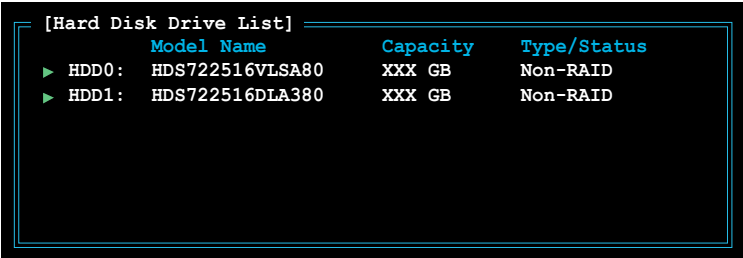 [Hard Disk Drive List]
Model Name Capacity Type/Status
HDD0: HDS722516VLSA80 XXX GB Non-RAID
HDD1: HDS722516DLA380 XXX GB Non-RAID